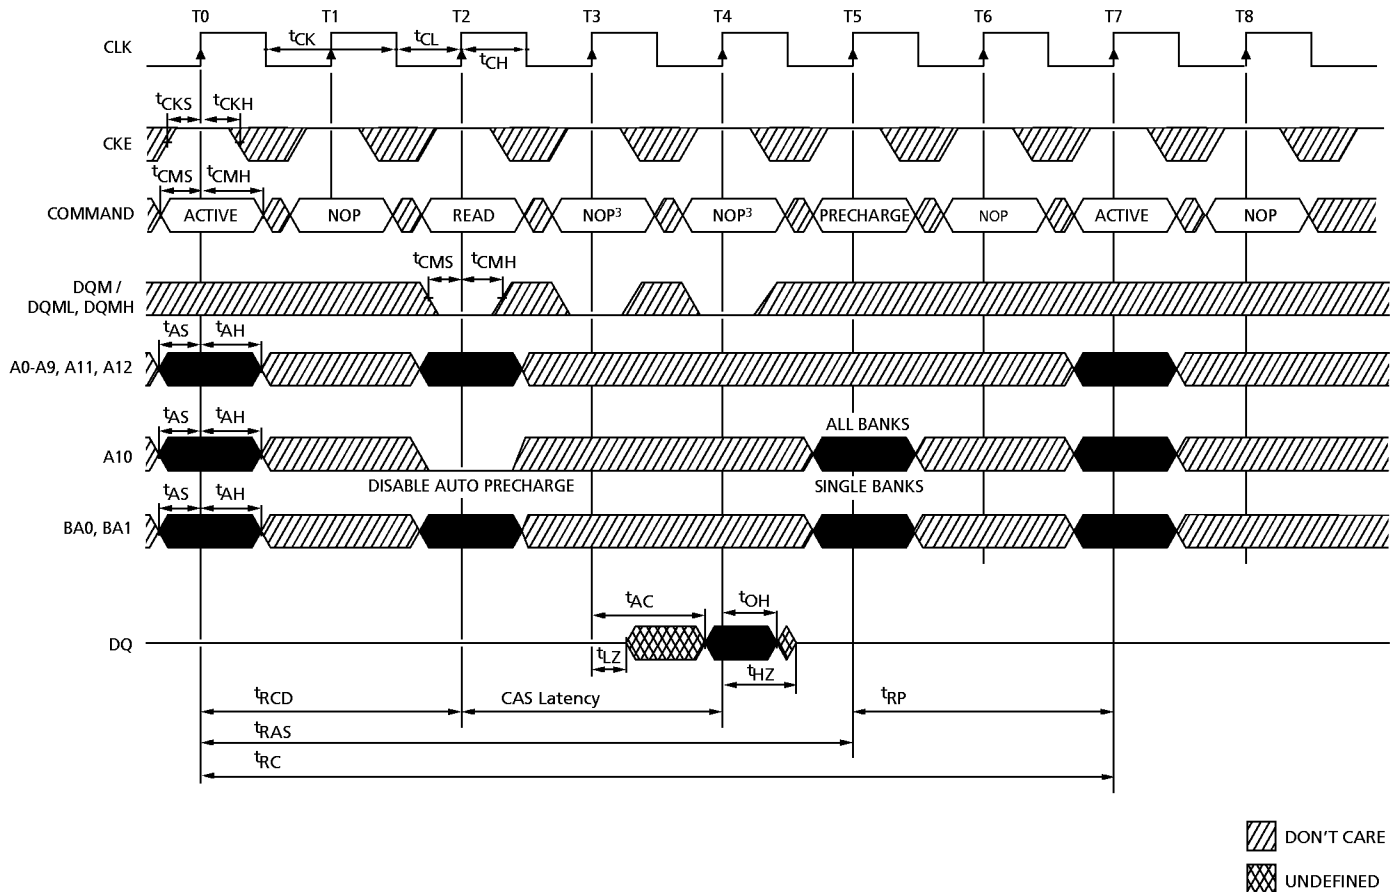 T0 T1 T2 T3 T4 T5 T6 T7 T8
CLK
tCK tCL
tCH
tCKS tCKH
CKE
tCMS tCMH
COMMAND ACTIVE NOP READ NOP3 NOP3 PRECHARGE NOP ACTIVE NOP
tCMS tCMH
DQM /
DQML, DQMH
tAS tAH
A0-A9, A11, A12
tAS tAH
ALL BANKS
A10
DISABLE AUTO PRECHARGE SINGLE BANKS
tAS tAH
BA0, BA1
tAC tOH
DQ
tLZ tHZ
tRCD CAS Latency tRP
tRAS
tRC
DON'T CARE
UNDEFINED